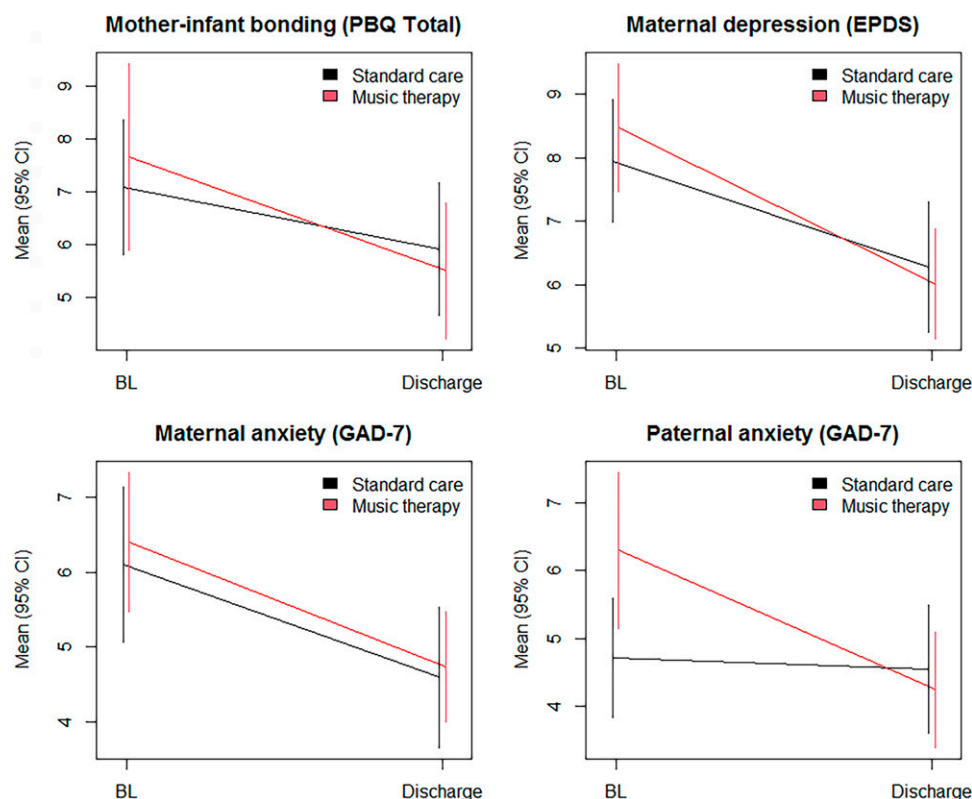 Mother-infant bonding (PBQ Total)
Mean (95% CI)
9
8
7
6
5
Standard care
Music therapy
BL
Discharge
Maternal depression (EPDS)
Mean (95% CI)
9
8
7
6
5
Standard care
Music therapy
BL
Discharge
Maternal anxiety (GAD-7)
Mean (95% CI)
7
6
5
4
Standard care
Music therapy
BL
Discharge
Paternal anxiety (GAD-7)
Mean (95% CI)
7
6
5
4
Standard care
Music therapy
BL
Discharge